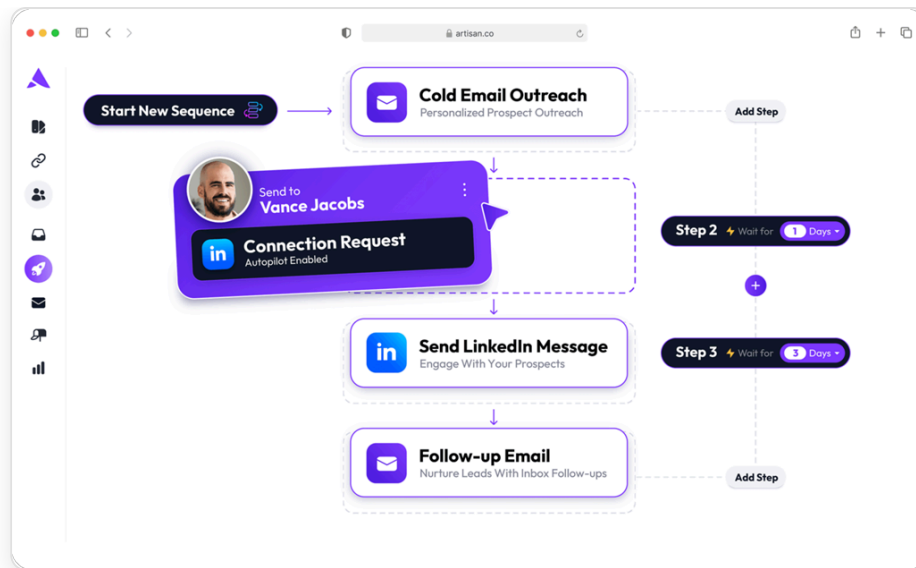 artisan.co
Start New Sequence
Cold Email Outreach
Personalized Prospect Outreach
Add Step
Send to
Vance Jacobs
in
Connection Request
Autopilot Enabled
Step 2 Wait for 1 Days
+
in
Send LinkedIn Message
Engage With Your Prospects
Step 3 Wait for 3 Days
Follow-up Email
Nurture Leads With Inbox Follow-ups
Add Step